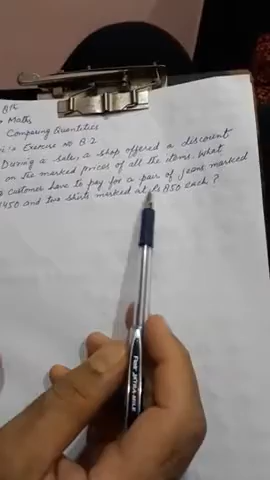 Maths
Comparing Quantities
Exercise no 8.2
During a sale, a shop offered a discount
on the marked prices of all the items. What
customer have to pay for a pair of jeans marked
1450 and two shirts marked at Rs 850 each?